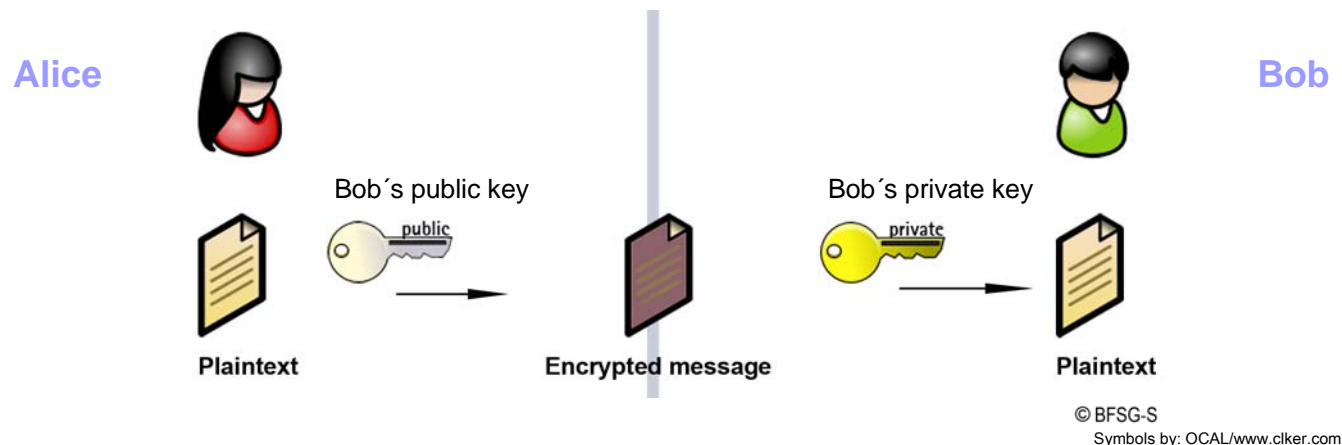 Alice
Bob
Bob´s public key
Bob´s private key
public
private
Plaintext
Encrypted message
Plaintext
© BFSG-S
Symbols by: OCAL/www.clker.com